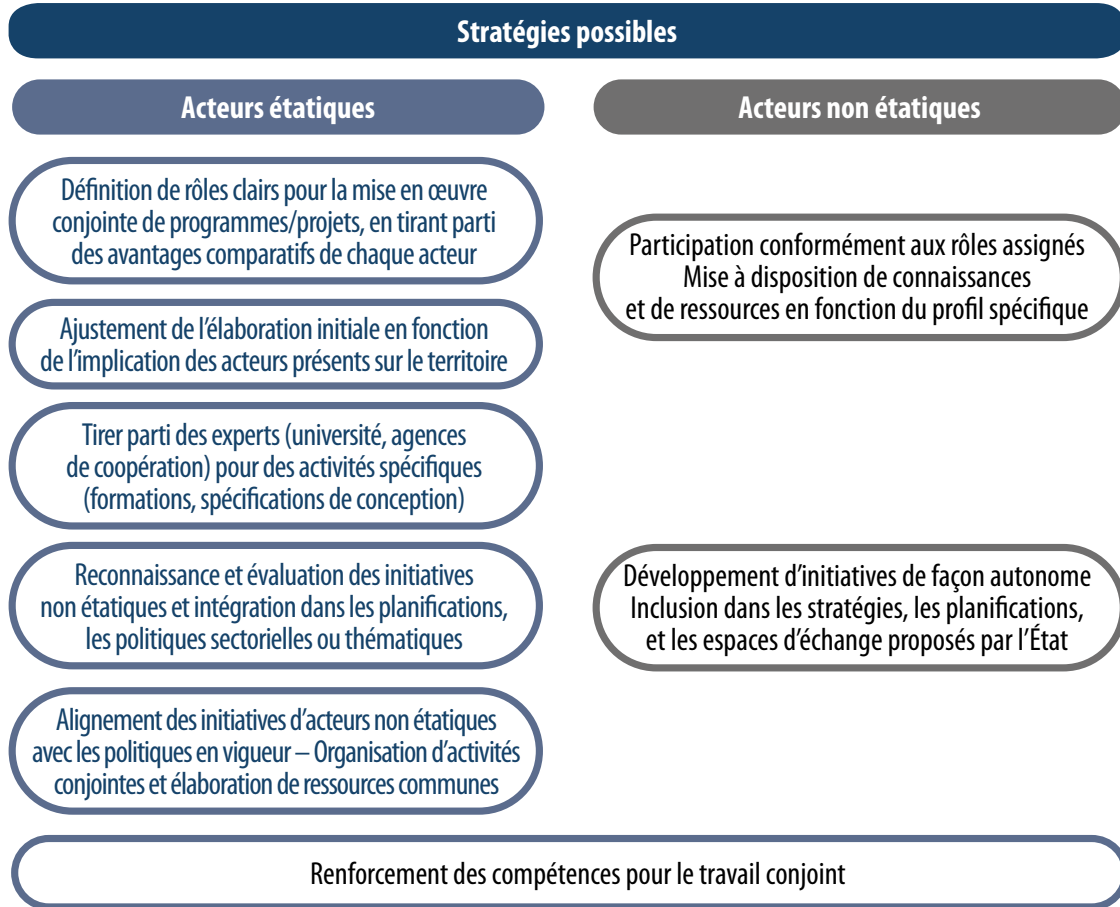 Stratégies possibles
Acteurs étatiques
Définition de rôles clairs pour la mise en œuvre
conjointe de programmes/projets, en tirant parti
des avantages comparatifs de chaque acteur
Ajustement de l’élaboration initiale en fonction
de l’implication des acteurs présents sur le territoire
Tirer parti des experts (université, agences
de coopération) pour des activités spécifiques
(formations, spécifications de conception)
Reconnaissance et évaluation des initiatives
non étatiques et intégration dans les planifications,
les politiques sectorielles ou thématiques
Alignement des initiatives d’acteurs non étatiques
avec les politiques en vigueur – Organisation d’activités
conjointes et élaboration de ressources communes
Acteurs non étatiques
Participation conformément aux rôles assignés
Mise à disposition de connaissances
et de ressources en fonction du profil spécifique
Développement d’initiatives de façon autonome
Inclusion dans les stratégies, les planifications,
et les espaces d’échange proposés par l’État
Renforcement des compétences pour le travail conjoint